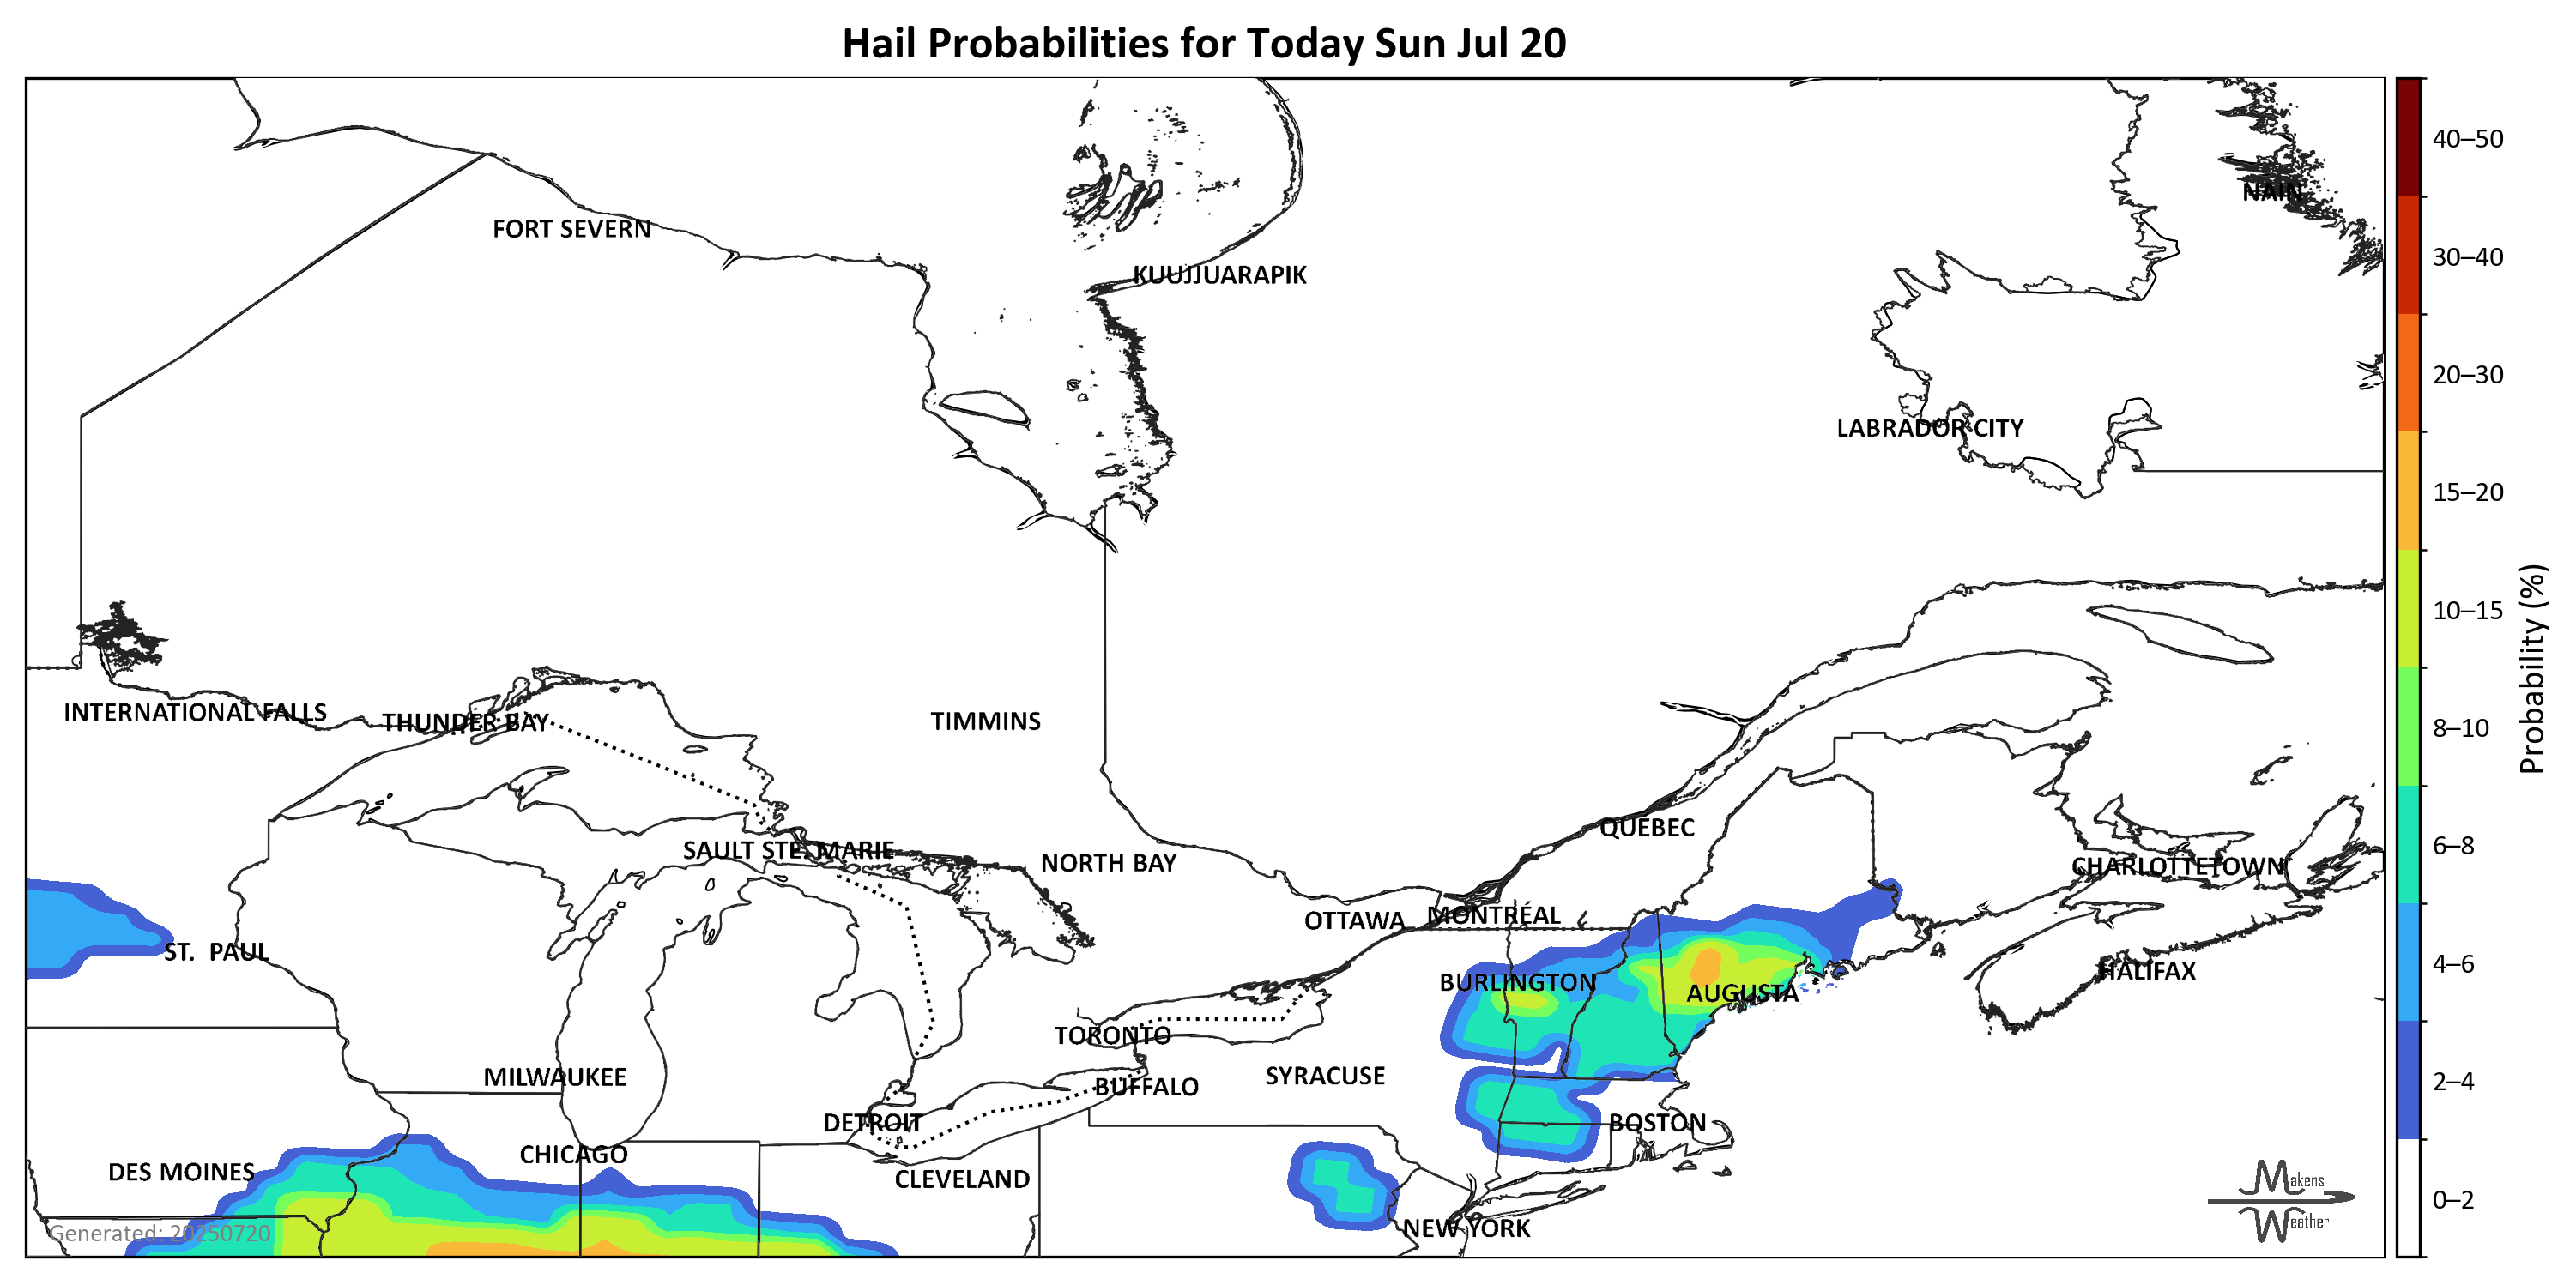 Hail Probabilities for Today Sun Jul 20
NAIN
FORT SEVERN
KUUJJUARAPIK
LABRADOR CITY
INTERNATIONAL FALLS
THUNDER BAY
TIMMINS
QUEBEC
SAULT STE. MARIE
NORTH BAY
CHARLOTTETOWN
OTTAWA
MONTRÉAL
ST. PAUL
HALIFAX
BURLINGTON
AUGUSTA
TORONTO
MILWAUKEE
SYRACUSE
BUFFALO
DETROIT
BOSTON
CHICAGO
DES MOINES
CLEVELAND
NEW YORK
Generated: 20250720
Makens
Weather
40–50
30–40
20–30
15–20
10–15
8–10
6–8
4–6
2–4
0–2
Probability (%)